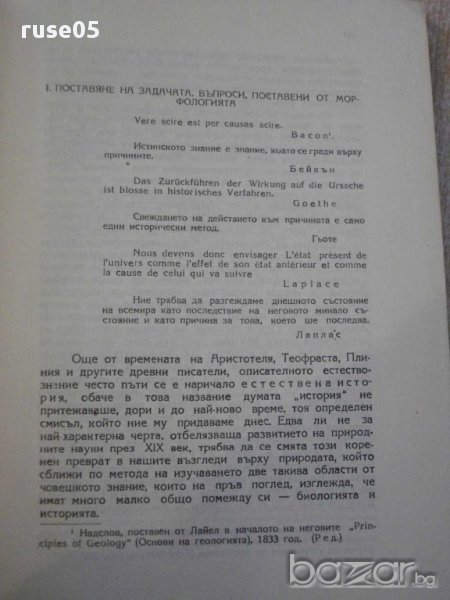 ruse05
I. ПОСТАВЯНЕ НА ЗАДАЧАТА, ВЪПРОСИ, ПОСТАВЕНИ ОТ МОР-
ФОЛОГИЯТА
Vere scire est per causas scire.
Bacon¹.
Истинското знание е знание, което се гради върху
причините.
Бейкън
Das Zurückführen der Wirkung auf die Ursache
ist blosse in historisches Verfahren.
Goethe
Свеждането на действието към причината е само
един исторически метод.
Гьоте
Nous devons donc envisager L'état présent de
l'univers comme l'effet de son état antérieur et comme
la cause de celui qui va suivre
Laplace
Ние трябва да разгеждаме днешното състояние
на всемира като последствие на неговото минало съ-
стояние и като причина за това, което ше последва.
Лаплас
Още от времената на Аристотеля, Теофраста, Пли-
ния и другите древни писатели, описателното естество-
знание често пъти се е наричало естествена исто-
рия, обаче в това название думата „история" не
притежаваше, дори и до най-ново време, тоя определен
смисъл, който ние му придаваме днес. Едва ли не за
най-характерна черта, отбелязваща развитието на природ-
ните науки през XIX век, трябва да се смята този коре-
нен преврат в нашите възгледи върху природата, който
сближи по метода на изучаването две такива области от
човешкото знание, които на пръв поглед, изглежда, че
имат много малко общо помежду си — биологията и
историята.
¹ Надслов, поставен от Лайел в началото на неговите „Prin-
ciples of Geology" (Основи на геологията), 1833 год. (Ред.)
bazar.bg